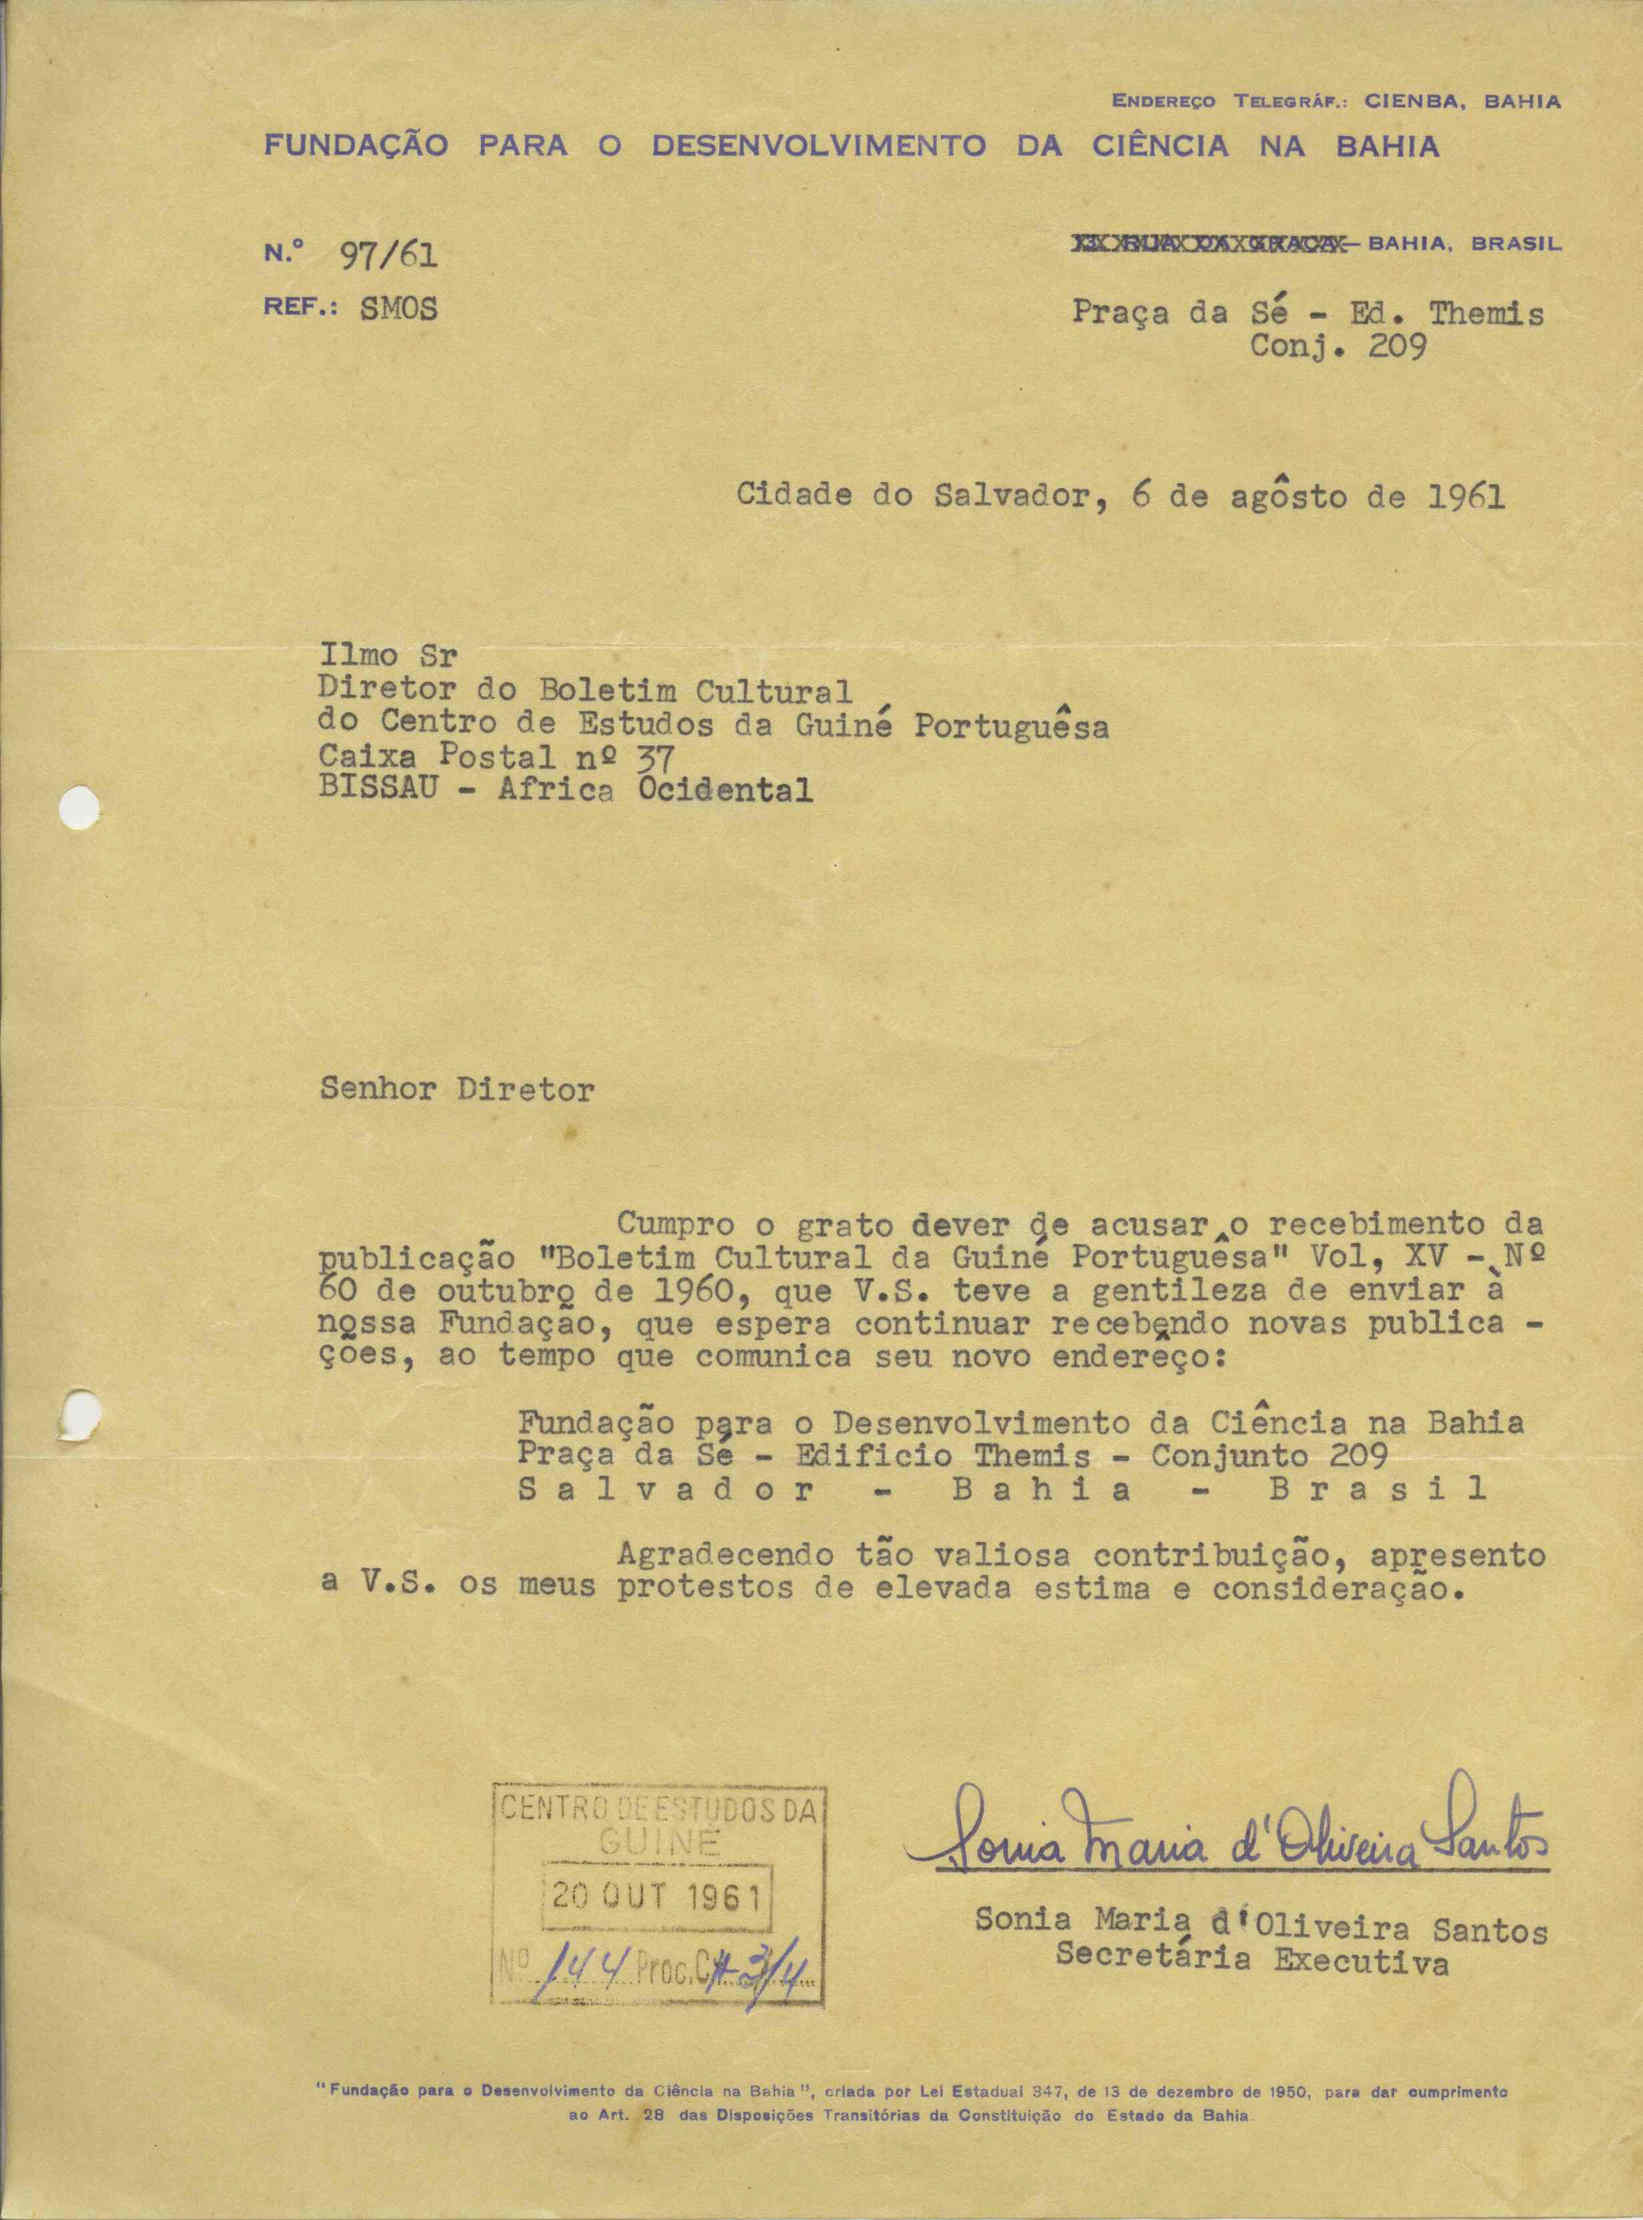 ENDEREÇO TELEGRÁF.: CIENBA, BAHIA
FUNDAÇÃO PARA O DESENVOLVIMENTO DA CIÊNCIA NA BAHIA
N.º 97/61
RUA DA GRAÇA - BAHIA, BRASIL
REF.: SMOS
Praça da Sé - Ed. Themis
Conj. 209
Cidade do Salvador, 6 de agôsto de 1961
Ilmo Sr
Diretor do Boletim Cultural
do Centro de Estudos da Guiné Portuguêsa
Caixa Postal nº 37
BISSAU - Africa Ocidental
Senhor Diretor
Cumpro o grato dever de acusar o recebimento da
publicação "Boletim Cultural da Guiné Portuguêsa" Vol, XV - Nº
60 de outubro de 1960, que V.S. teve a gentileza de enviar à
nossa Fundação, que espera continuar recebendo novas publica -
ções, ao tempo que comunica seu novo enderêço:
Fundação para o Desenvolvimento da Ciência na Bahia
Praça da Sé - Edificio Themis - Conjunto 209
S a l v a d o r - B a h i a - B r a s i l
Agradecendo tão valiosa contribuição, apresento
a V.S. os meus protestos de elevada estima e consideração.
CENTRO DE ESTUDOS DA
GUINÉ
20 OUT 1961
Nº 144 Proc. 3/4
Sonia Maria d'Oliveira Santos
Sonia Maria d'Oliveira Santos
Secretária Executiva
"Fundação para o Desenvolvimento da Ciência na Bahia", criada por Lei Estadual 347, de 13 de dezembro de 1950, para dar cumprimento
ao Art. 28 das Disposições Transitórias da Constituição do Estado da Bahia.